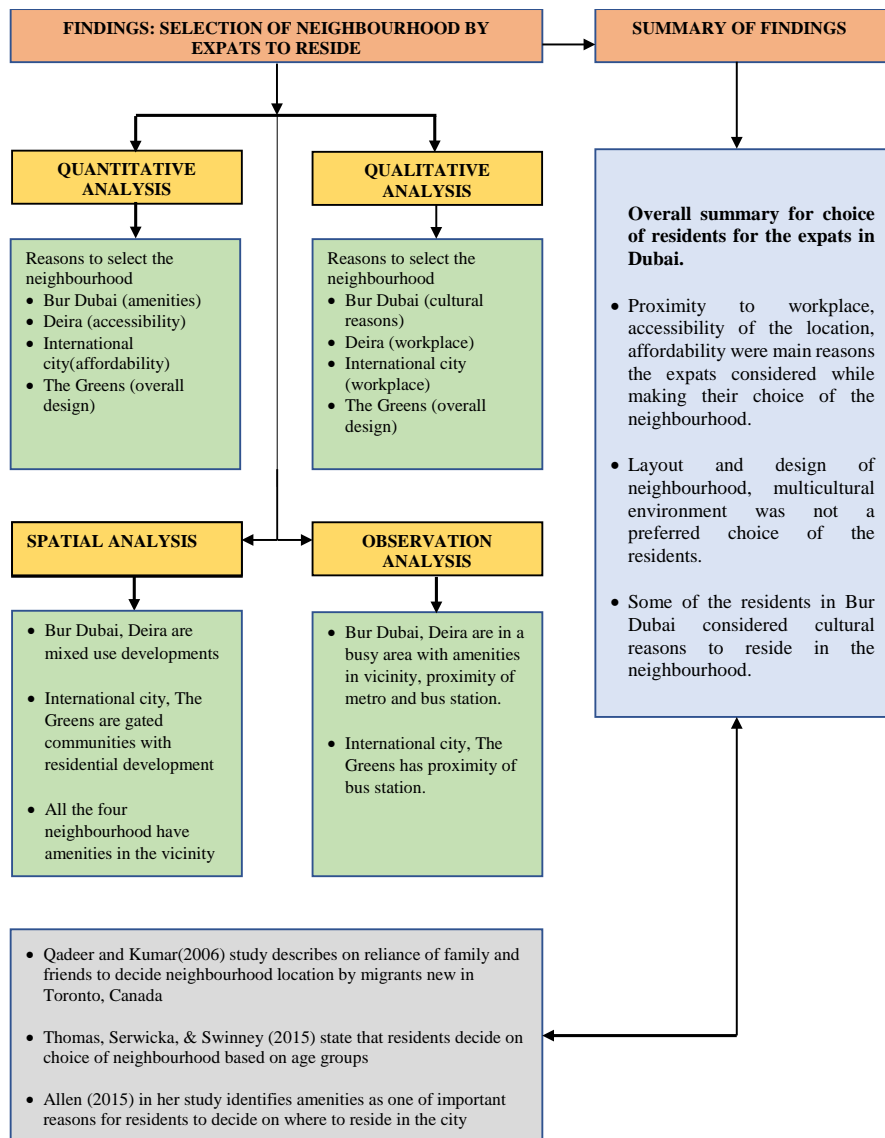 FINDINGS: SELECTION OF NEIGHBOURHOOD BY
EXPATS TO RESIDE
SUMMARY OF FINDINGS
QUANTITATIVE
ANALYSIS
QUALITATIVE
ANALYSIS
Reasons to select the
neighbourhood
• Bur Dubai (amenities)
• Deira (accessibility)
• International
city(affordability)
• The Greens (overall
design)
Reasons to select the
neighbourhood
• Bur Dubai (cultural
reasons)
• Deira (workplace)
• International city
(workplace)
• The Greens (overall
design)
Overall summary for choice
of residents for the expats in
Dubai.
• Proximity to workplace,
accessibility of the location,
affordability were main reasons
the expats considered while
making their choice of the
neighbourhood.
• Layout and design of
neighbourhood, multicultural
environment was not a
preferred choice of the
residents.
• Some of the residents in Bur
Dubai considered cultural
reasons to reside in the
neighbourhood.
SPATIAL ANALYSIS
OBSERVATION
ANALYSIS
• Bur Dubai, Deira are
mixed use developments
• International city, The
Greens are gated
communities with
residential development
• All the four
neighbourhood have
amenities in the vicinity
• Bur Dubai, Deira are in a
busy area with amenities
in vicinity, proximity of
metro and bus station.
• International city, The
Greens has proximity of
bus station.
• Qadeer and Kumar(2006) study describes on reliance of family and
friends to decide neighbourhood location by migrants new in
Toronto, Canada
• Thomas, Serwicka, & Swinney (2015) state that residents decide on
choice of neighbourhood based on age groups
• Allen (2015) in her study identifies amenities as one of important
reasons for residents to decide on where to reside in the city